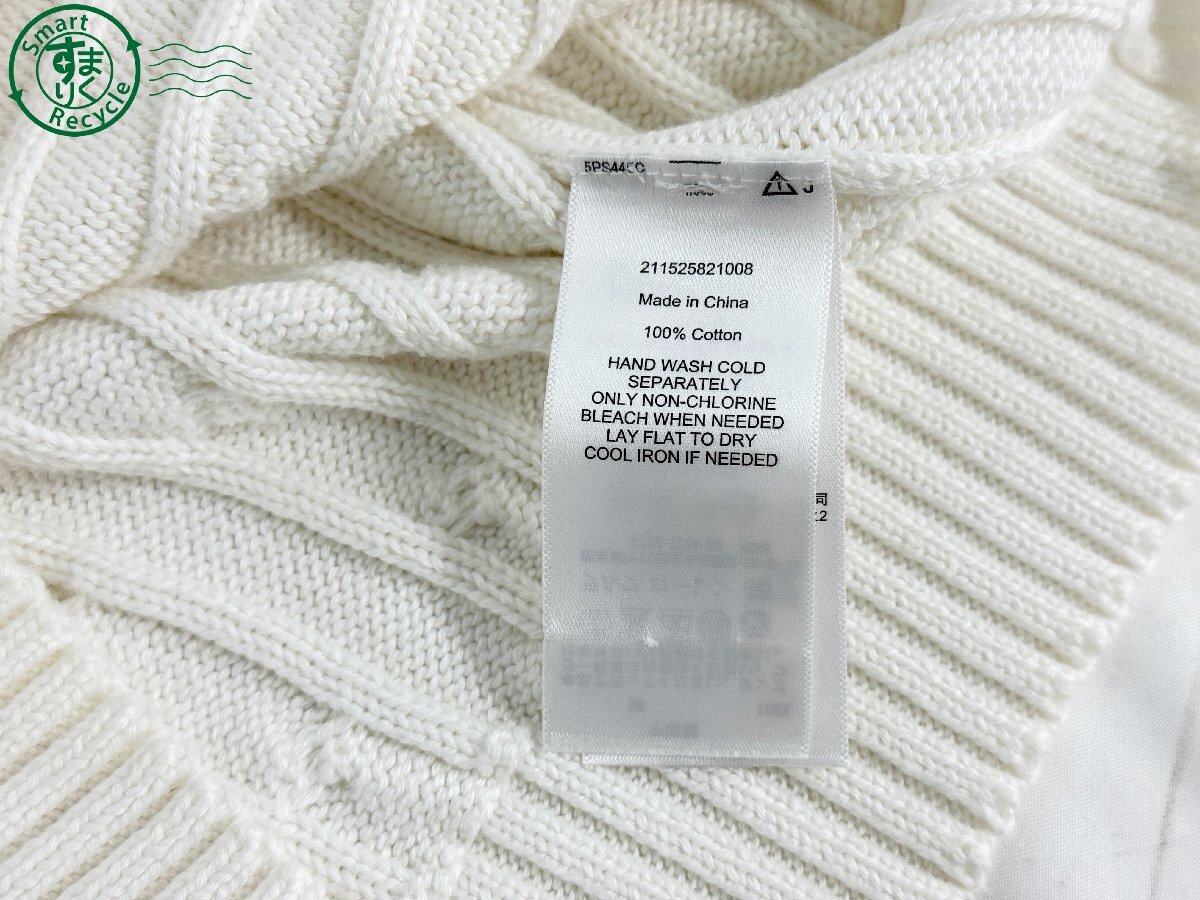 Smart
すまりく
Recycle
J
211525821008
Made in China
100% Cotton
HAND WASH COLD
SEPARATELY
ONLY NON-CHLORINE
BLEACH WHEN NEEDED
LAY FLAT TO DRY
COOL IRON IF NEEDED
司